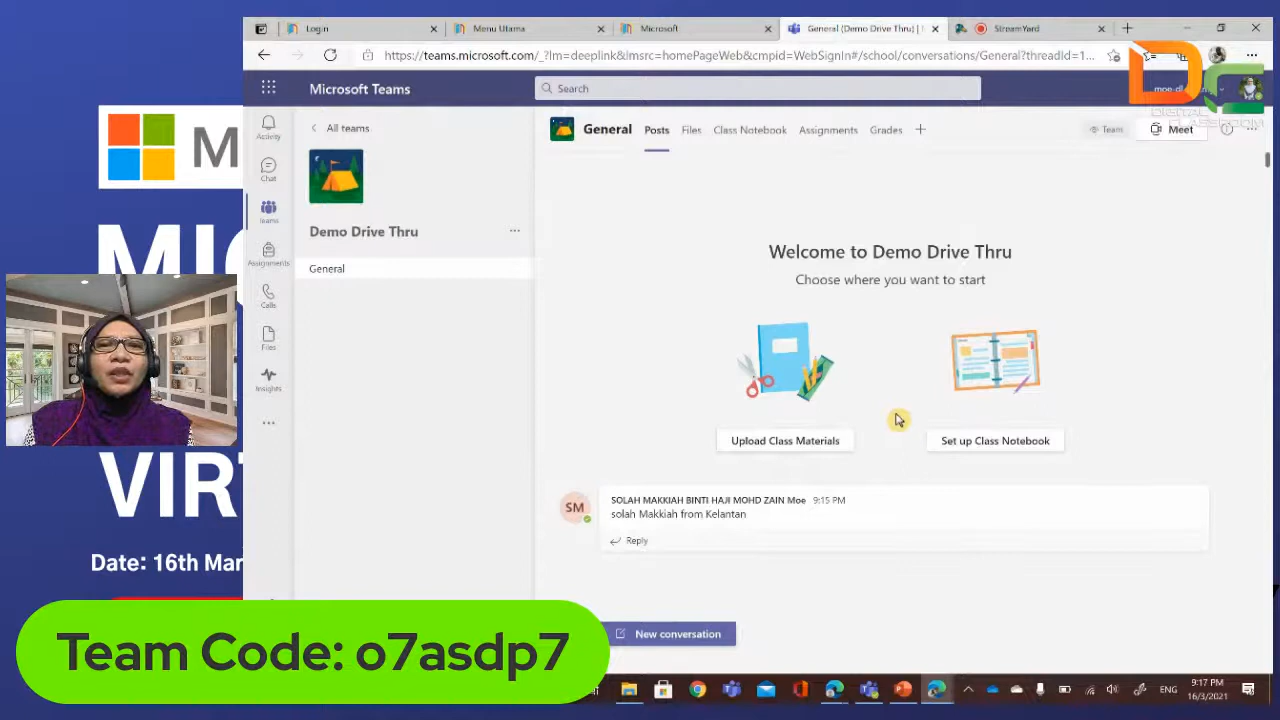 Login
Menu Utama
Microsoft
General (Demo Drive Thru) |
StreamYard
https://teams.microsoft.com/_?lm=deeplink&lmsrc=homePageWeb&cmpid=WebSignIn#/school/conversations/General?threadId=1...
Microsoft Teams
Search
DIGITAL
CLASSROOM
Activity
Chat
Teams
Assignments
Calls
Files
Insights
All teams
Demo Drive Thru
General
General
Posts
Files
Class Notebook
Assignments
Grades
Team
Meet
Welcome to Demo Drive Thru
Choose where you want to start
Upload Class Materials
Set up Class Notebook
SM
SOLAH MAKKIAH BINTI HAJI MOHD ZAIN Moe 9:15 PM
solah Makkiah from Kelantan
Reply
New conversation
M
MI
VIR
Date: 16th Mar
Team Code: o7asdp7
ENG
9:17 PM
16/3/2021